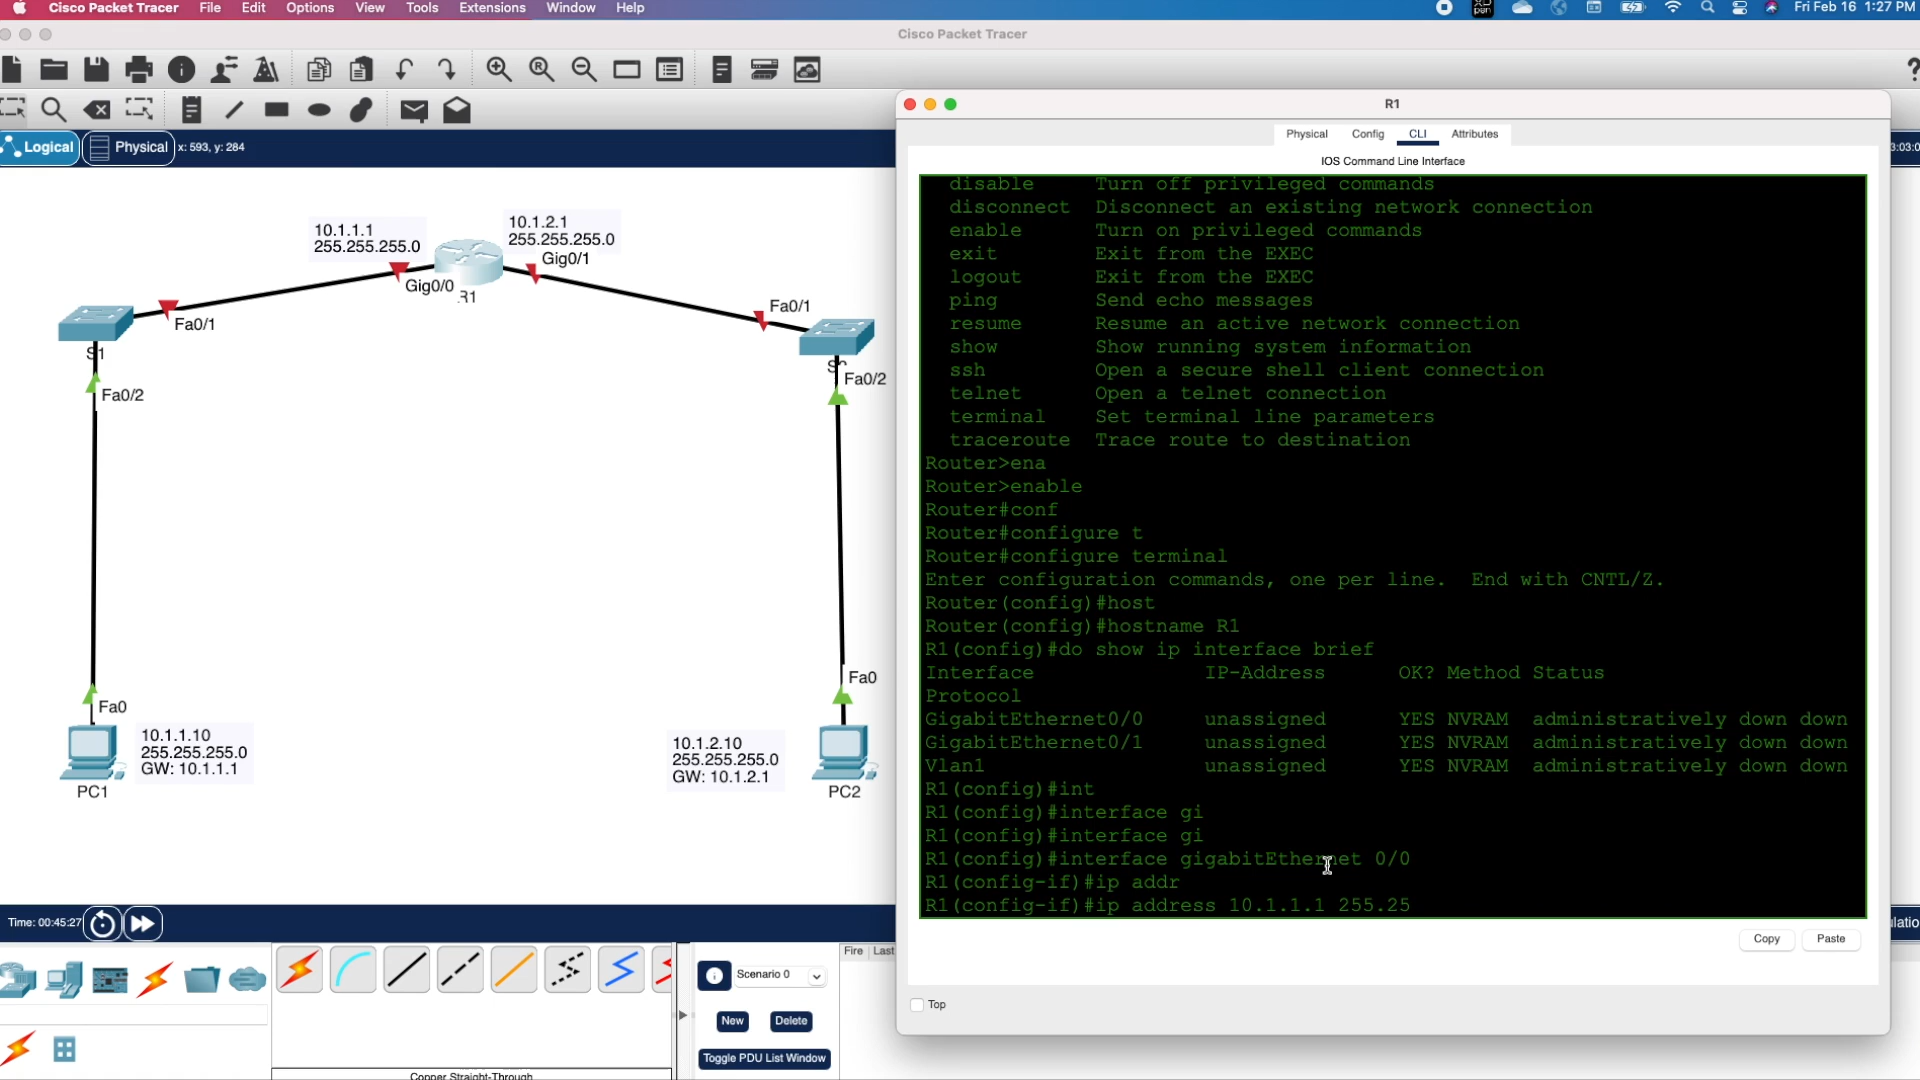 Cisco Packet Tracer File Edit Options View Tools Extensions Window Help
Fri Feb 16 1:27 PM
Cisco Packet Tracer
Logical
Physical
x: 593, y: 284
10.1.1.1
255.255.255.0
10.1.2.1
255.255.255.0
Gig0/1
Gig0/0
Fa0/1
Fa0/1
S1
Fa0/2
Fa0/2
Fa0
Fa0
10.1.1.10
255.255.255.0
GW: 10.1.1.1
PC1
10.1.2.10
255.255.255.0
GW: 10.1.2.1
PC2
R1
Physical Config CLI Attributes
IOS Command Line Interface
disable Turn off privileged commands
disconnect Disconnect an existing network connection
enable Turn on privileged commands
exit Exit from the EXEC
logout Exit from the EXEC
ping Send echo messages
resume Resume an active network connection
show Show running system information
ssh Open a secure shell client connection
telnet Open a telnet connection
terminal Set terminal line parameters
traceroute Trace route to destination
Router>ena
Router>enable
Router#conf
Router#configure t
Router#configure terminal
Enter configuration commands, one per line. End with CNTL/Z.
Router(config)#host
Router(config)#hostname R1
R1(config)#do show ip interface brief
Interface IP-Address OK? Method Status
Protocol
GigabitEthernet0/0 unassigned YES NVRAM administratively down down
GigabitEthernet0/1 unassigned YES NVRAM administratively down down
Vlan1 unassigned YES NVRAM administratively down down
R1(config)#int
R1(config)#interface gi
R1(config)#interface gi
R1(config)#interface gigabitEthernet 0/0
R1(config-if)#ip addr
R1(config-if)#ip address 10.1.1.1 255.25
Copy Paste
Top
Time: 00:45:27
Scenario 0
New Delete
Toggle PDU List Window
Fire Last
Copper Straight-Through